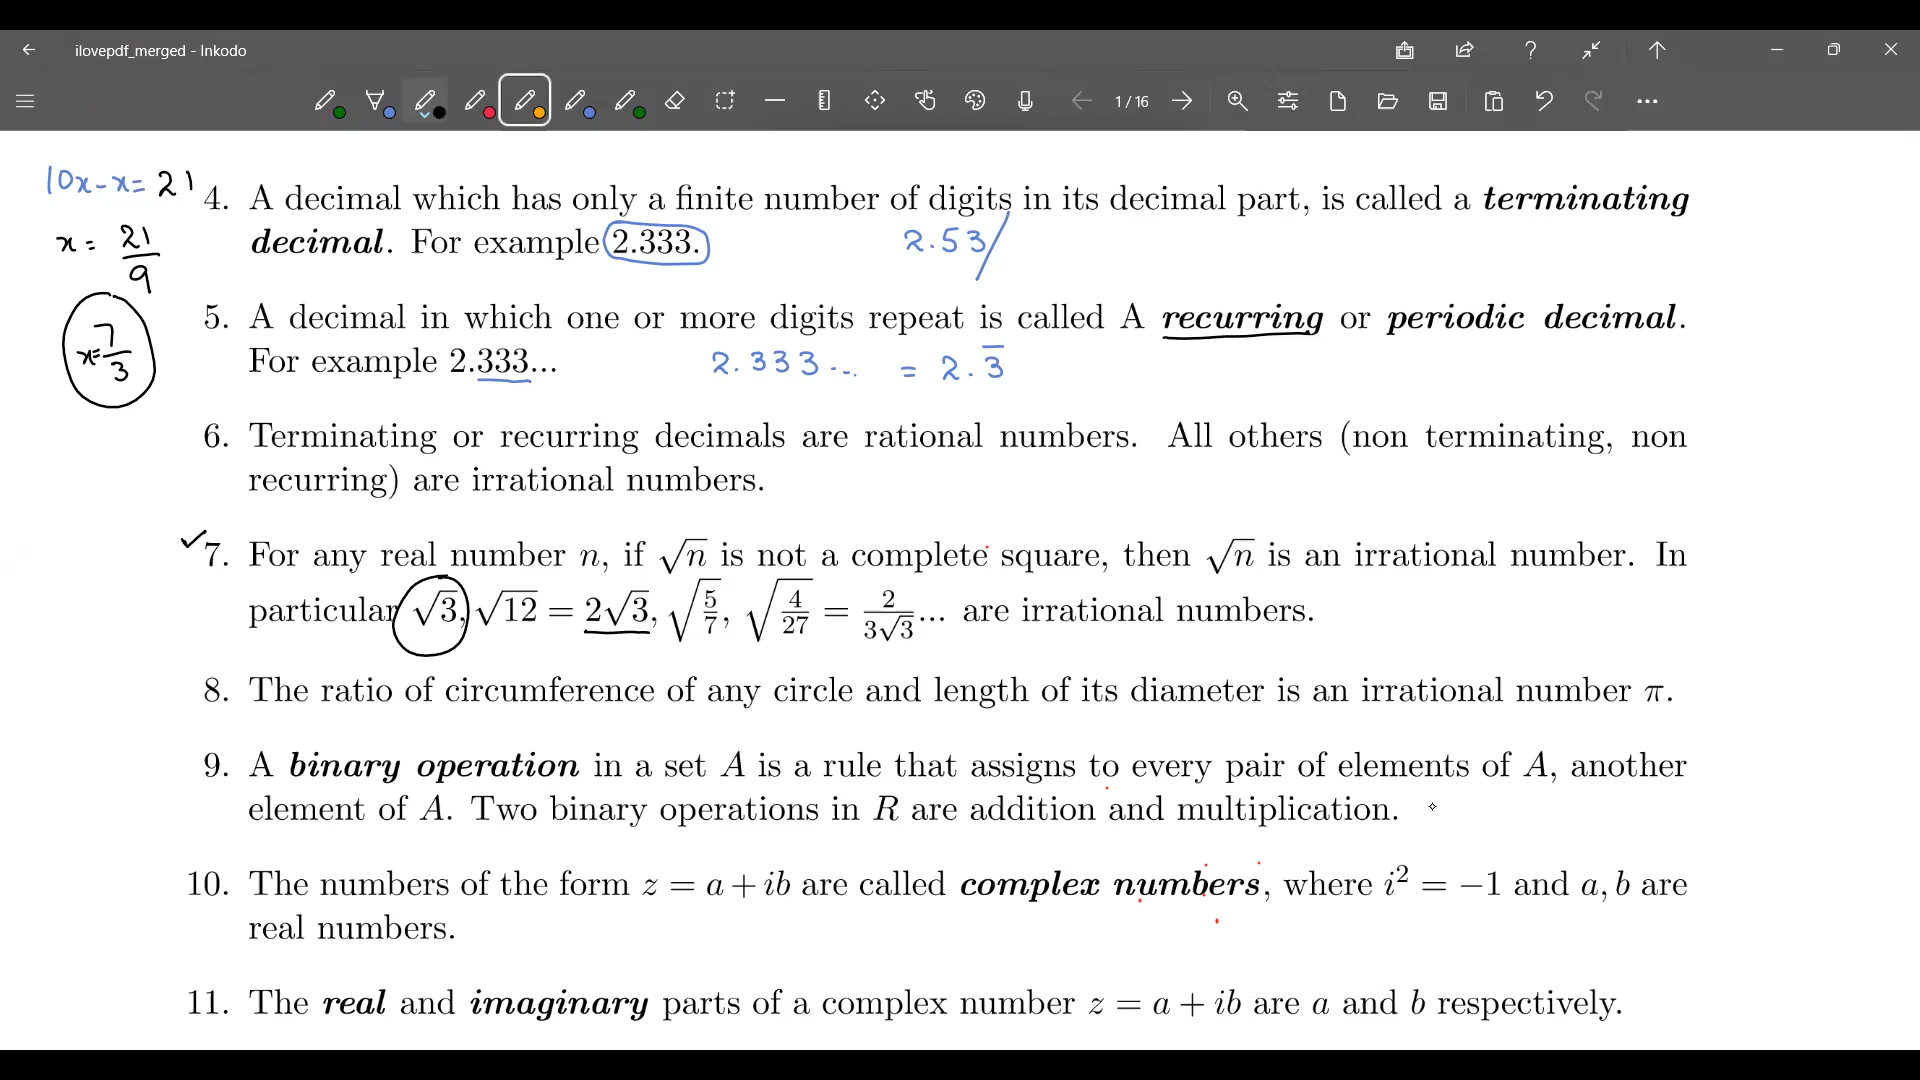 ilovepdf_merged - Inkodo
1 / 16
10x - x = 21
x = 21/9
x = 7/3
4. A decimal which has only a finite number of digits in its decimal part, is called a terminating
decimal. For example 2.333.
2.53
5. A decimal in which one or more digits repeat is called A recurring or periodic decimal.
For example 2.333...
2.333... = 2.3̅
6. Terminating or recurring decimals are rational numbers. All others (non terminating, non
recurring) are irrational numbers.
7. For any real number n, if √n is not a complete square, then √n is an irrational number. In
particular √3, √12 = 2√3, √(5/7), √(4/27) = 2/(3√3)... are irrational numbers.
8. The ratio of circumference of any circle and length of its diameter is an irrational number π.
9. A binary operation in a set A is a rule that assigns to every pair of elements of A, another
element of A. Two binary operations in R are addition and multiplication.
10. The numbers of the form z = a + ib are called complex numbers, where i² = −1 and a, b are
real numbers.
11. The real and imaginary parts of a complex number z = a + ib are a and b respectively.